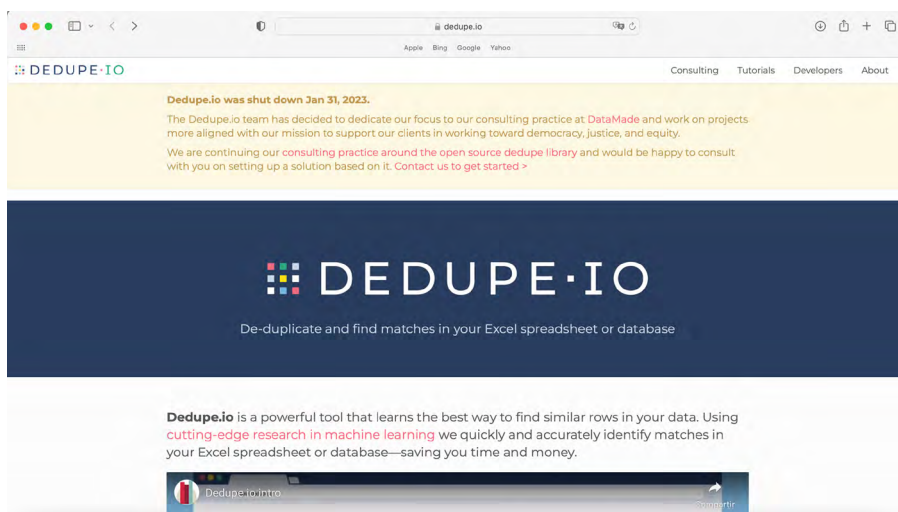 dedupe.io
Apple Bing Google Yahoo
DEDUPE·IO
Consulting Tutorials Developers About
Dedupe.io was shut down Jan 31, 2023.
The Dedupe.io team has decided to dedicate our focus to our consulting practice at DataMade and work on projects
more aligned with our mission to support our clients in working toward democracy, justice, and equity.
We are continuing our consulting practice around the open source dedupe library and would be happy to consult
with you on setting up a solution based on it. Contact us to get started >
DEDUPE·IO
De-duplicate and find matches in your Excel spreadsheet or database
Dedupe.io is a powerful tool that learns the best way to find similar rows in your data. Using
cutting-edge research in machine learning we quickly and accurately identify matches in
your Excel spreadsheet or database—saving you time and money.
Dedupe.io intro